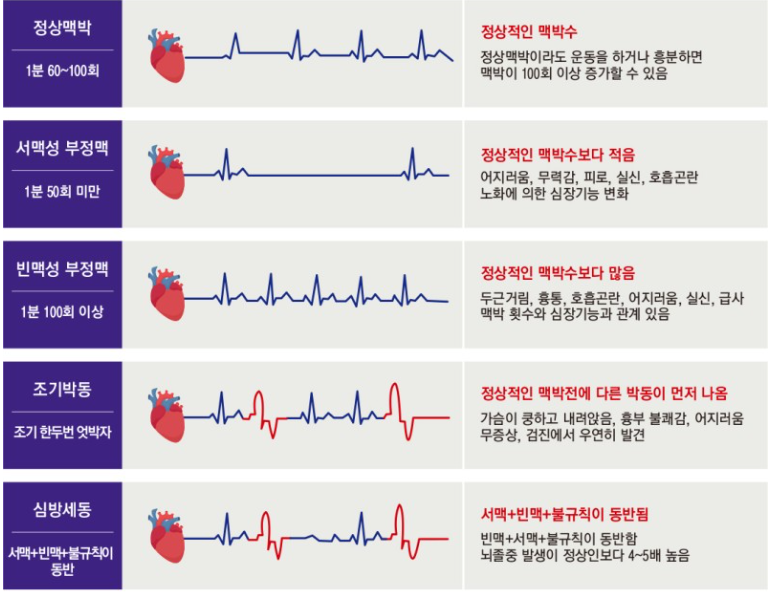 정상맥박
1분 60~100회
정상적인 맥박수
정상맥박이라도 운동을 하거나 흥분하면
맥박이 100회 이상 증가할 수 있음
서맥성 부정맥
1분 50회 미만
정상적인 맥박수보다 적음
어지러움, 무력감, 피로, 실신, 호흡곤란
노화에 의한 심장기능 변화
빈맥성 부정맥
1분 100회 이상
정상적인 맥박수보다 많음
두근거림, 흉통, 호흡곤란, 어지러움, 실신, 급사
맥박 횟수와 심장기능과 관계 있음
조기박동
조기 한두번 엇박자
정상적인 맥박전에 다른 박동이 먼저 나옴
가슴이 쿵하고 내려앉음, 흉부 불쾌감, 어지러움
무증상, 검진에서 우연히 발견
심방세동
서맥+빈맥+불규칙이
동반
서맥+빈맥+불규칙이 동반됨
빈맥+서맥+불규칙이 동반함
뇌졸중 발생이 정상인보다 4~5배 높음